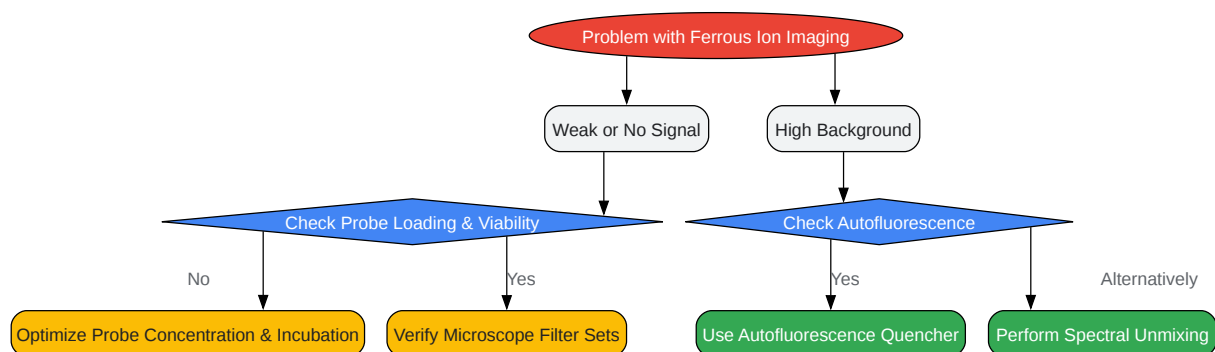 Problem with Ferrous Ion Imaging
Weak or No Signal
High Background
Check Probe Loading & Viability
Check Autofluorescence
No
Yes
Yes
Alternatively
Optimize Probe Concentration & Incubation
Verify Microscope Filter Sets
Use Autofluorescence Quencher
Perform Spectral Unmixing